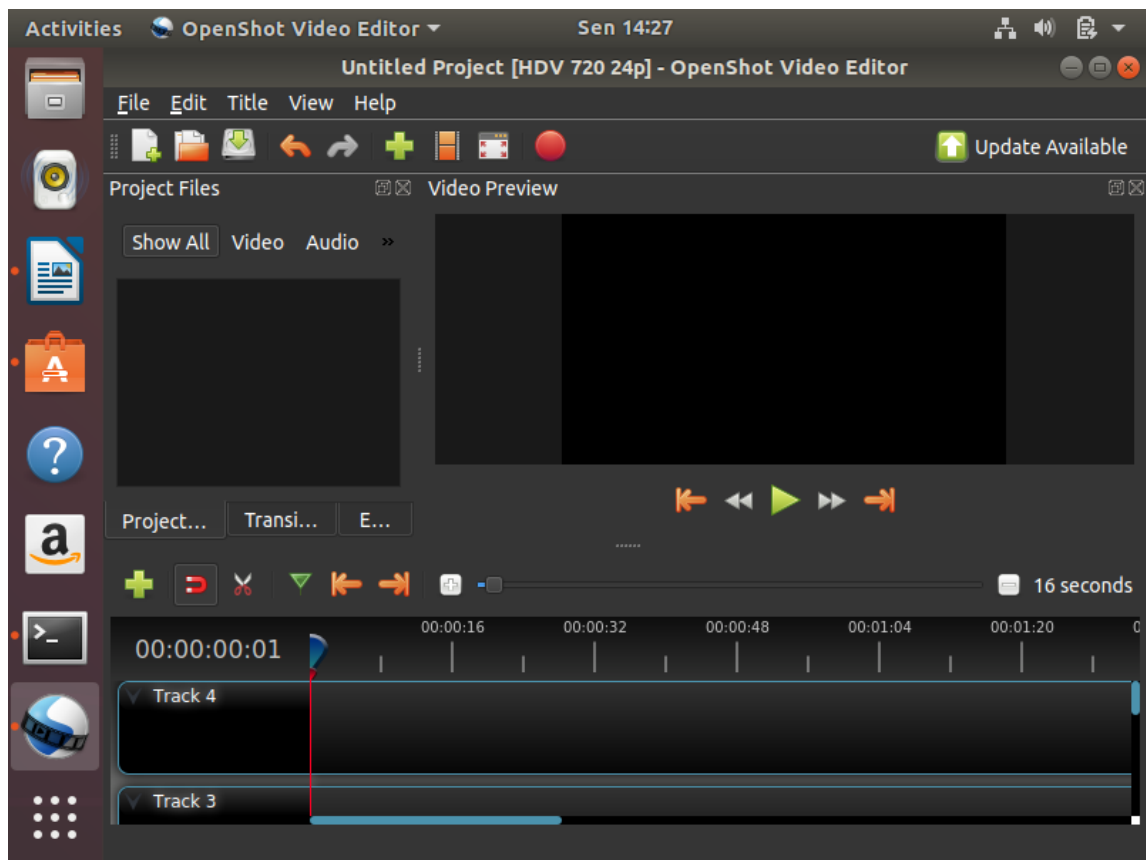 Activities OpenShot Video Editor Sen 14:27
Untitled Project [HDV 720 24p] - OpenShot Video Editor
File Edit Title View Help
Update Available
Project Files Video Preview
Show All Video Audio »
Project... Transi... E...
16 seconds
00:00:00:01 00:00:16 00:00:32 00:00:48 00:01:04 00:01:20 0
Track 4
Track 3